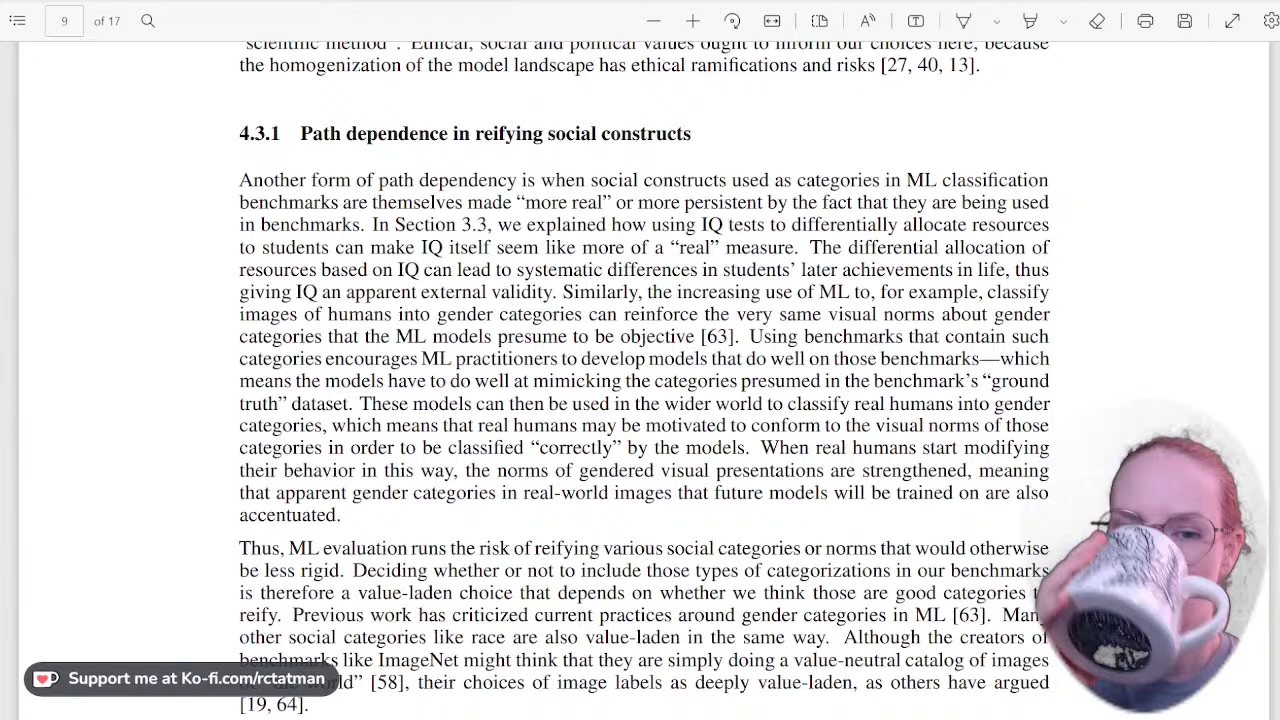 9 of 17
"scientific method". Ethical, social and political values ought to inform our choices here, because
the homogenization of the model landscape has ethical ramifications and risks [27, 40, 13].
4.3.1 Path dependence in reifying social constructs
Another form of path dependency is when social constructs used as categories in ML classification
benchmarks are themselves made “more real” or more persistent by the fact that they are being used
in benchmarks. In Section 3.3, we explained how using IQ tests to differentially allocate resources
to students can make IQ itself seem like more of a “real” measure. The differential allocation of
resources based on IQ can lead to systematic differences in students’ later achievements in life, thus
giving IQ an apparent external validity. Similarly, the increasing use of ML to, for example, classify
images of humans into gender categories can reinforce the very same visual norms about gender
categories that the ML models presume to be objective [63]. Using benchmarks that contain such
categories encourages ML practitioners to develop models that do well on those benchmarks—which
means the models have to do well at mimicking the categories presumed in the benchmark’s “ground
truth” dataset. These models can then be used in the wider world to classify real humans into gender
categories, which means that real humans may be motivated to conform to the visual norms of those
categories in order to be classified “correctly” by the models. When real humans start modifying
their behavior in this way, the norms of gendered visual presentations are strengthened, meaning
that apparent gender categories in real-world images that future models will be trained on are also
accentuated.
Thus, ML evaluation runs the risk of reifying various social categories or norms that would otherwise
be less rigid. Deciding whether or not to include those types of categorizations in our benchmarks
is therefore a value-laden choice that depends on whether we think those are good categories
reify. Previous work has criticized current practices around gender categories in ML [63]. Many
other social categories like race are also value-laden in the same way. Although the creators of
benchmarks like ImageNet might think that they are simply doing a value-neutral catalog of images
world” [58], their choices of image labels as deeply value-laden, as others have argued
[19, 64].
Support me at Ko-fi.com/rctatman